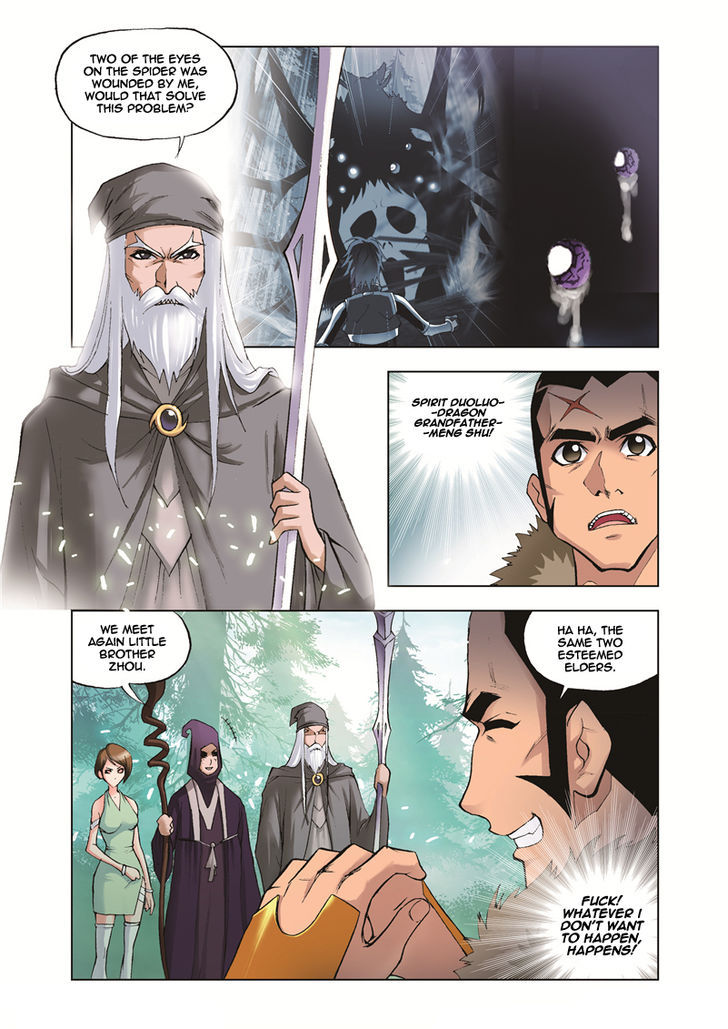 TWO OF THE EYES
ON THE SPIDER WAS
WOUNDED BY ME,
WOULD THAT SOLVE
THIS PROBLEM?
SPIRIT DUOLUO-
-DRAGON
GRANDFATHER-
-MENG SHU!
WE MEET
AGAIN LITTLE
BROTHER
ZHOU.
HA HA, THE
SAME TWO
ESTEEMED
ELDERS.
FUCK!
WHATEVER I
DON'T WANT
TO HAPPEN,
HAPPENS!